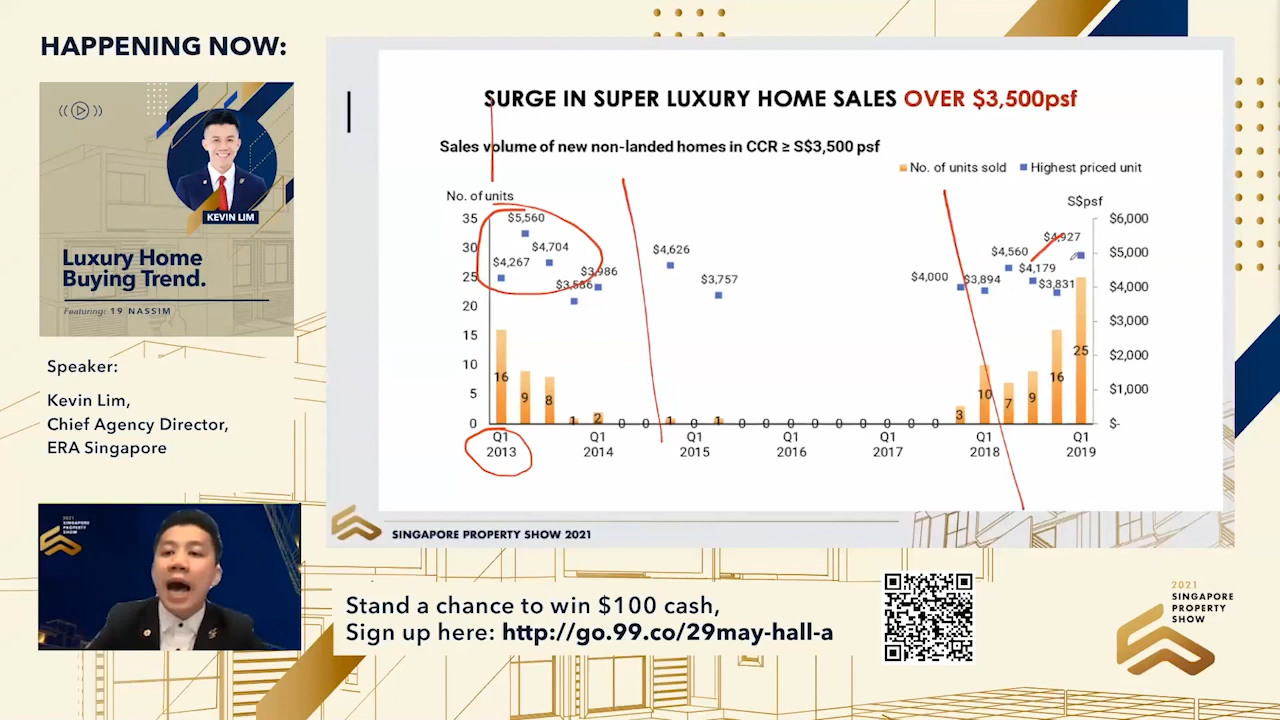 HAPPENING NOW:
KEVIN LIM
Luxury Home
Buying Trend.
Featuring: 19 NASSIM
Speaker:
Kevin Lim,
Chief Agency Director,
ERA Singapore
2021
SINGAPORE
PROPERTY
SHOW
SURGE IN SUPER LUXURY HOME SALES OVER $3,500psf
Sales volume of new non-landed homes in CCR ≥ S$3,500 psf
No. of units sold Highest priced unit
No. of units
S$psf
35
30
25
20
15
10
5
0
$5,560
$4,704
$4,267
$3,986
$4,626
$3,757
$4,000
$3,894
$4,560
$4,179
$3,831
$4,927
16 9 8 1 2 0 0 1 0 1 0 0 0 0 0 0 0 0 0 3 10 7 9 16 25
$6,000
$5,000
$4,000
$3,000
$2,000
$1,000
$-
Q1 Q1 Q1 Q1 Q1 Q1 Q1
2013 2014 2015 2016 2017 2018 2019
SINGAPORE PROPERTY SHOW 2021
Stand a chance to win $100 cash,
Sign up here: http://go.99.co/29may-hall-a
2021
SINGAPORE
PROPERTY
SHOW